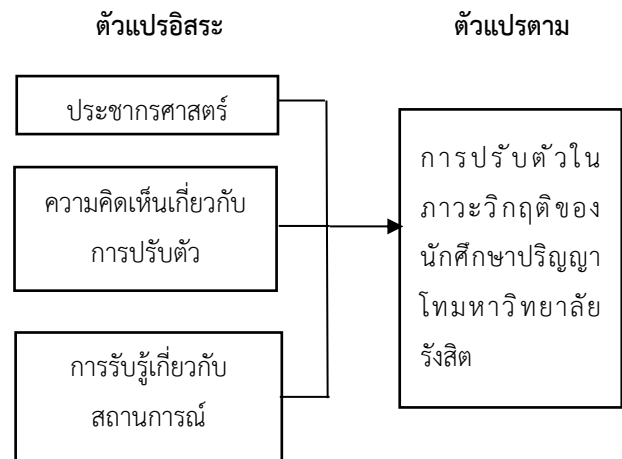 ตัวแปรอิสระ
ตัวแปรตาม
ประชากรศาสตร์
ความคิดเห็นเกี่ยวกับ
การปรับตัว
การรับรู้เกี่ยวกับ
สถานการณ์
การปรับตัวใน
ภาวะวิกฤติของ
นักศึกษาปริญญา
โทมหาวิทยาลัย
รังสิต